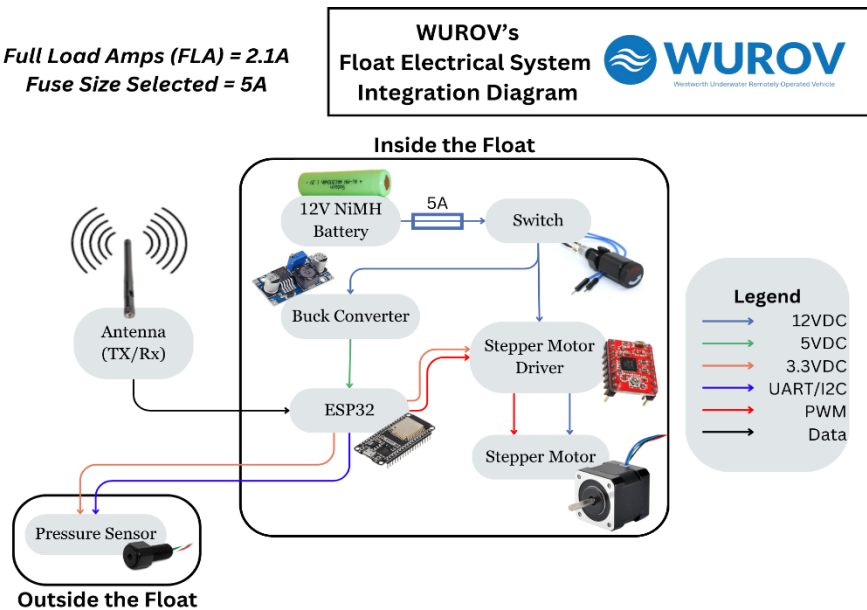 Full Load Amps (FLA) = 2.1A
Fuse Size Selected = 5A
WUROV's
Float Electrical System
Integration Diagram
WUROV
Wentworth Underwater Remotely Operated Vehicle
Inside the Float
12V NiMH
Battery
5A
Switch
Buck Converter
Antenna
(TX/Rx)
Stepper Motor
Driver
ESP32
Stepper Motor
Pressure Sensor
Outside the Float
Legend
12VDC
5VDC
3.3VDC
UART/I2C
PWM
Data